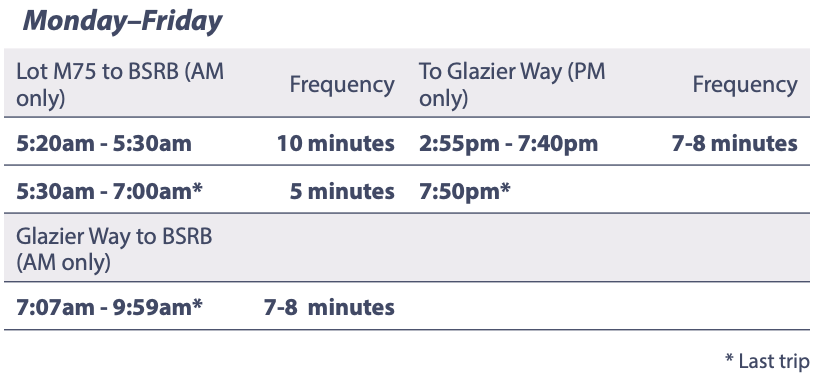 Monday–Friday
Lot M75 to BSRB (AM only) Frequency To Glazier Way (PM only) Frequency
5:20am - 5:30am 10 minutes 2:55pm - 7:40pm 7-8 minutes
5:30am - 7:00am* 5 minutes 7:50pm*
Glazier Way to BSRB
(AM only)
7:07am - 9:59am* 7-8 minutes
* Last trip